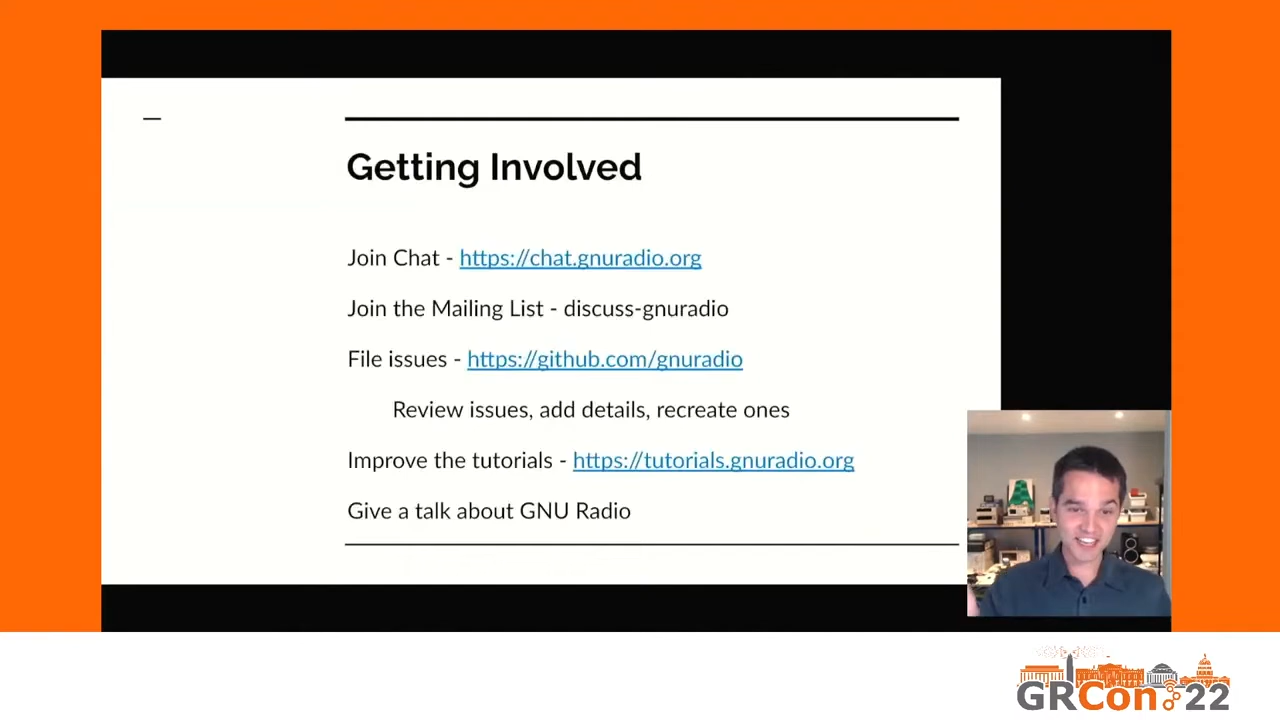 Getting Involved
Join Chat - https://chat.gnuradio.org
Join the Mailing List - discuss-gnuradio
File issues - https://github.com/gnuradio
Review issues, add details, recreate ones
Improve the tutorials - https://tutorials.gnuradio.org
Give a talk about GNU Radio
GRCon 22